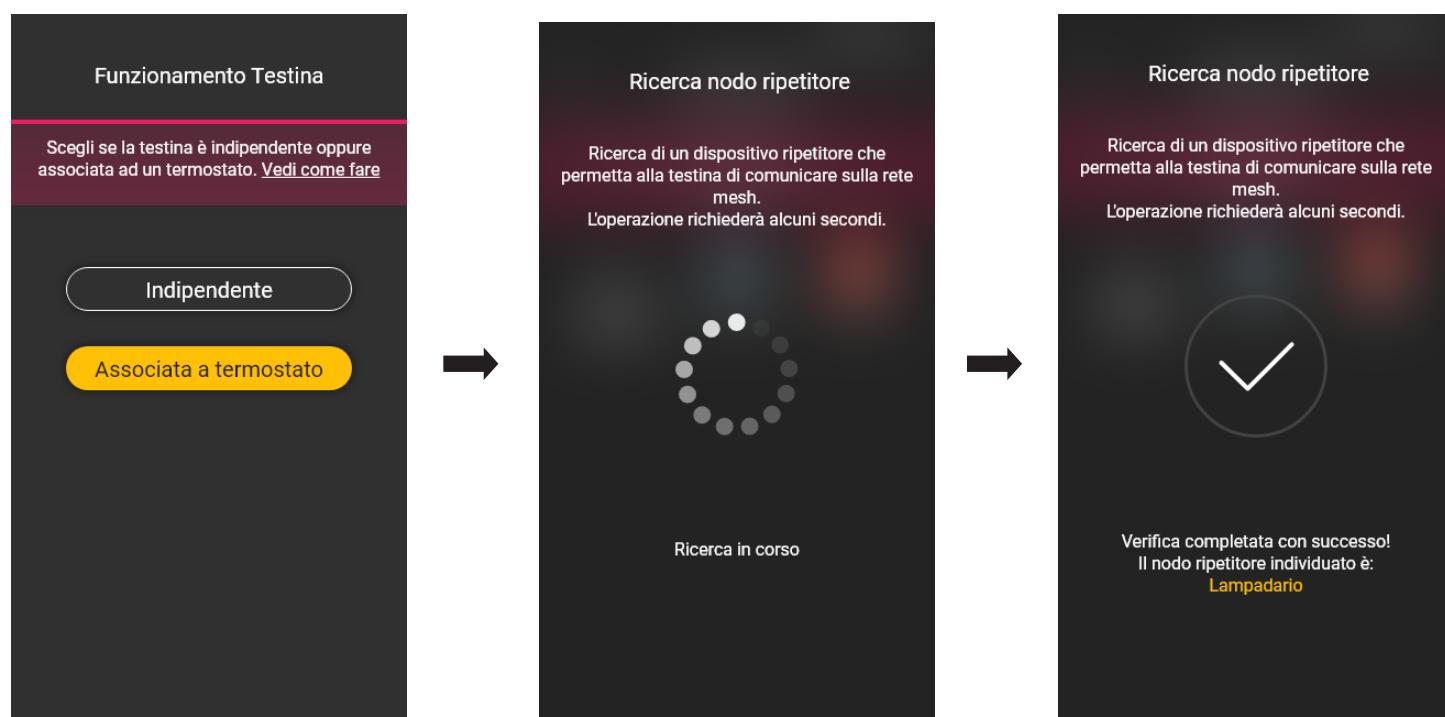 Funzionamento Testina
Scegli se la testina è indipendente oppure
associata ad un termostato. Vedi come fare
Indipendente
Associata a termostato
Ricerca nodo ripetitore
Ricerca di un dispositivo ripetitore che
permetta alla testina di comunicare sulla rete
mesh.
L'operazione richiederà alcuni secondi.
Ricerca in corso
Ricerca nodo ripetitore
Ricerca di un dispositivo ripetitore che
permetta alla testina di comunicare sulla rete
mesh.
L'operazione richiederà alcuni secondi.
Verifica completata con successo!
Il nodo ripetitore individuato è:
Lampadario